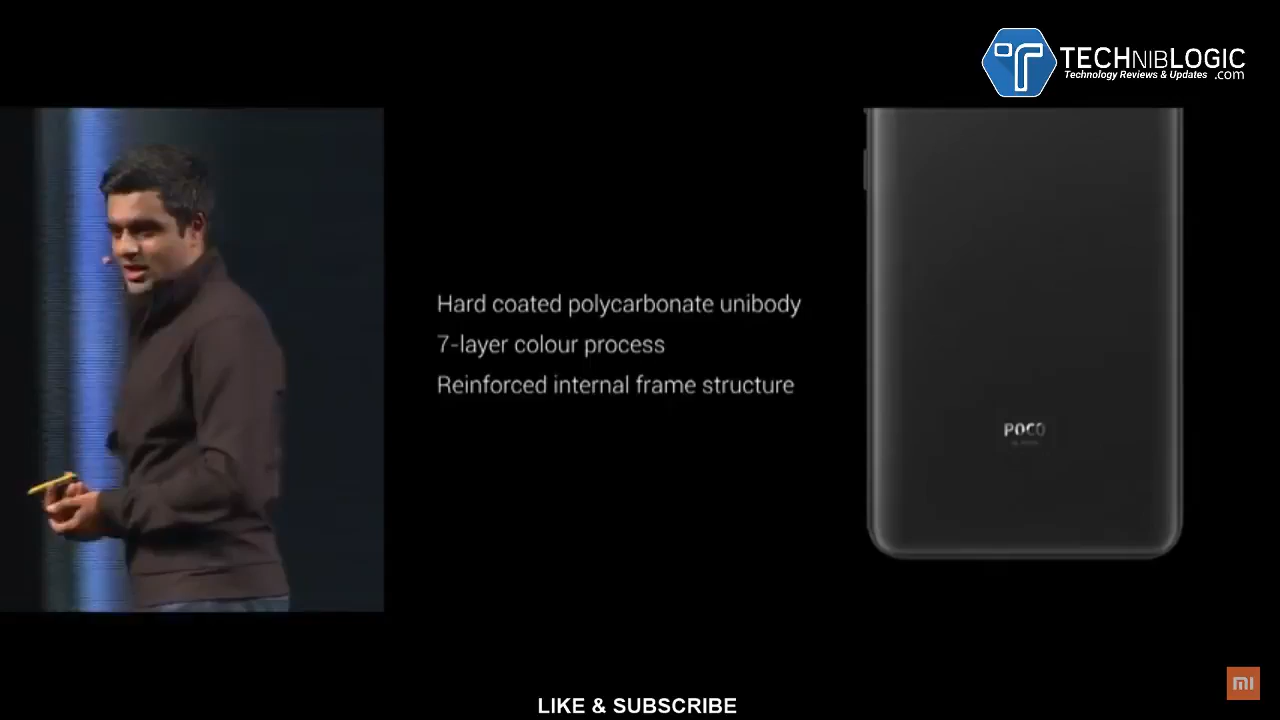 TECHNIBLOGIC
Technology Reviews & Updates .com
Hard coated polycarbonate unibody
7-layer colour process
Reinforced internal frame structure
POCO
MI
LIKE & SUBSCRIBE